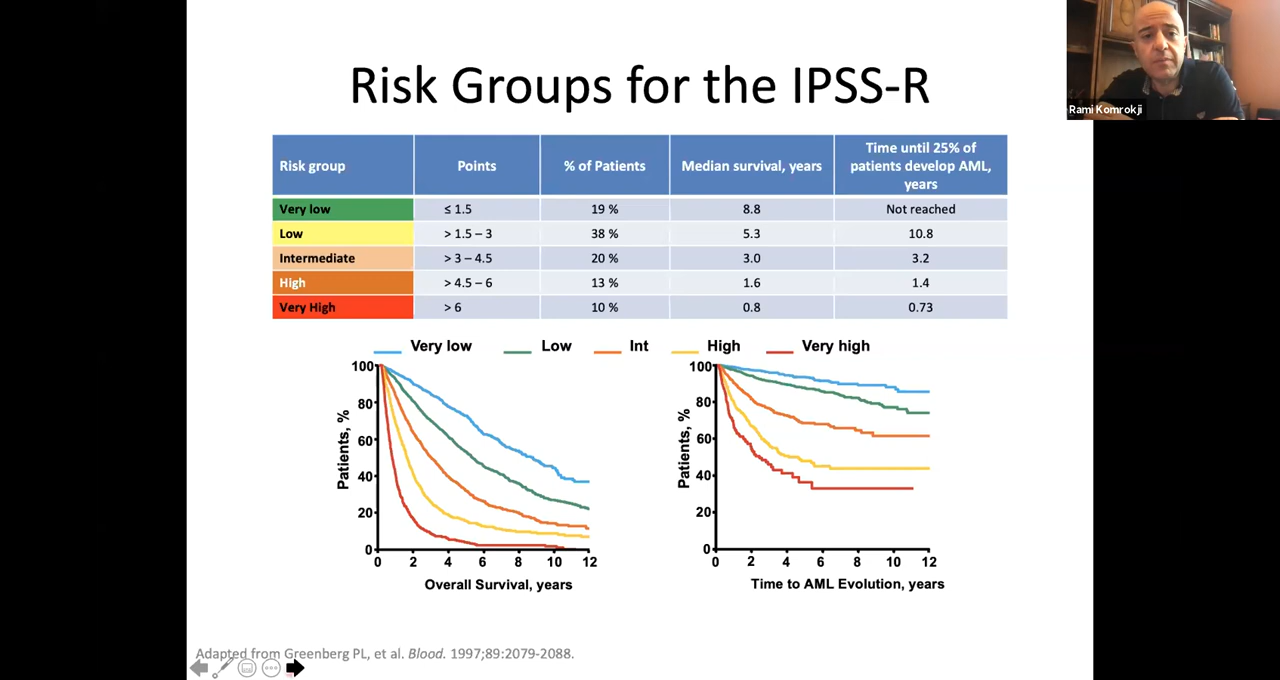 Rami Komrokji
Risk Groups for the IPSS-R
Risk group Points % of Patients Median survival, years Time until 25% of patients develop AML, years
Very low ≤ 1.5 19 % 8.8 Not reached
Low > 1.5 – 3 38 % 5.3 10.8
Intermediate > 3 – 4.5 20 % 3.0 3.2
High > 4.5 – 6 13 % 1.6 1.4
Very High > 6 10 % 0.8 0.73
Very low Low Int High Very high
Patients, %
100
80
60
40
20
0
0 2 4 6 8 10 12
Overall Survival, years
Patients, %
100
80
60
40
20
0
0 2 4 6 8 10 12
Time to AML Evolution, years
Adapted from Greenberg PL, et al. Blood. 1997;89:2079-2088.